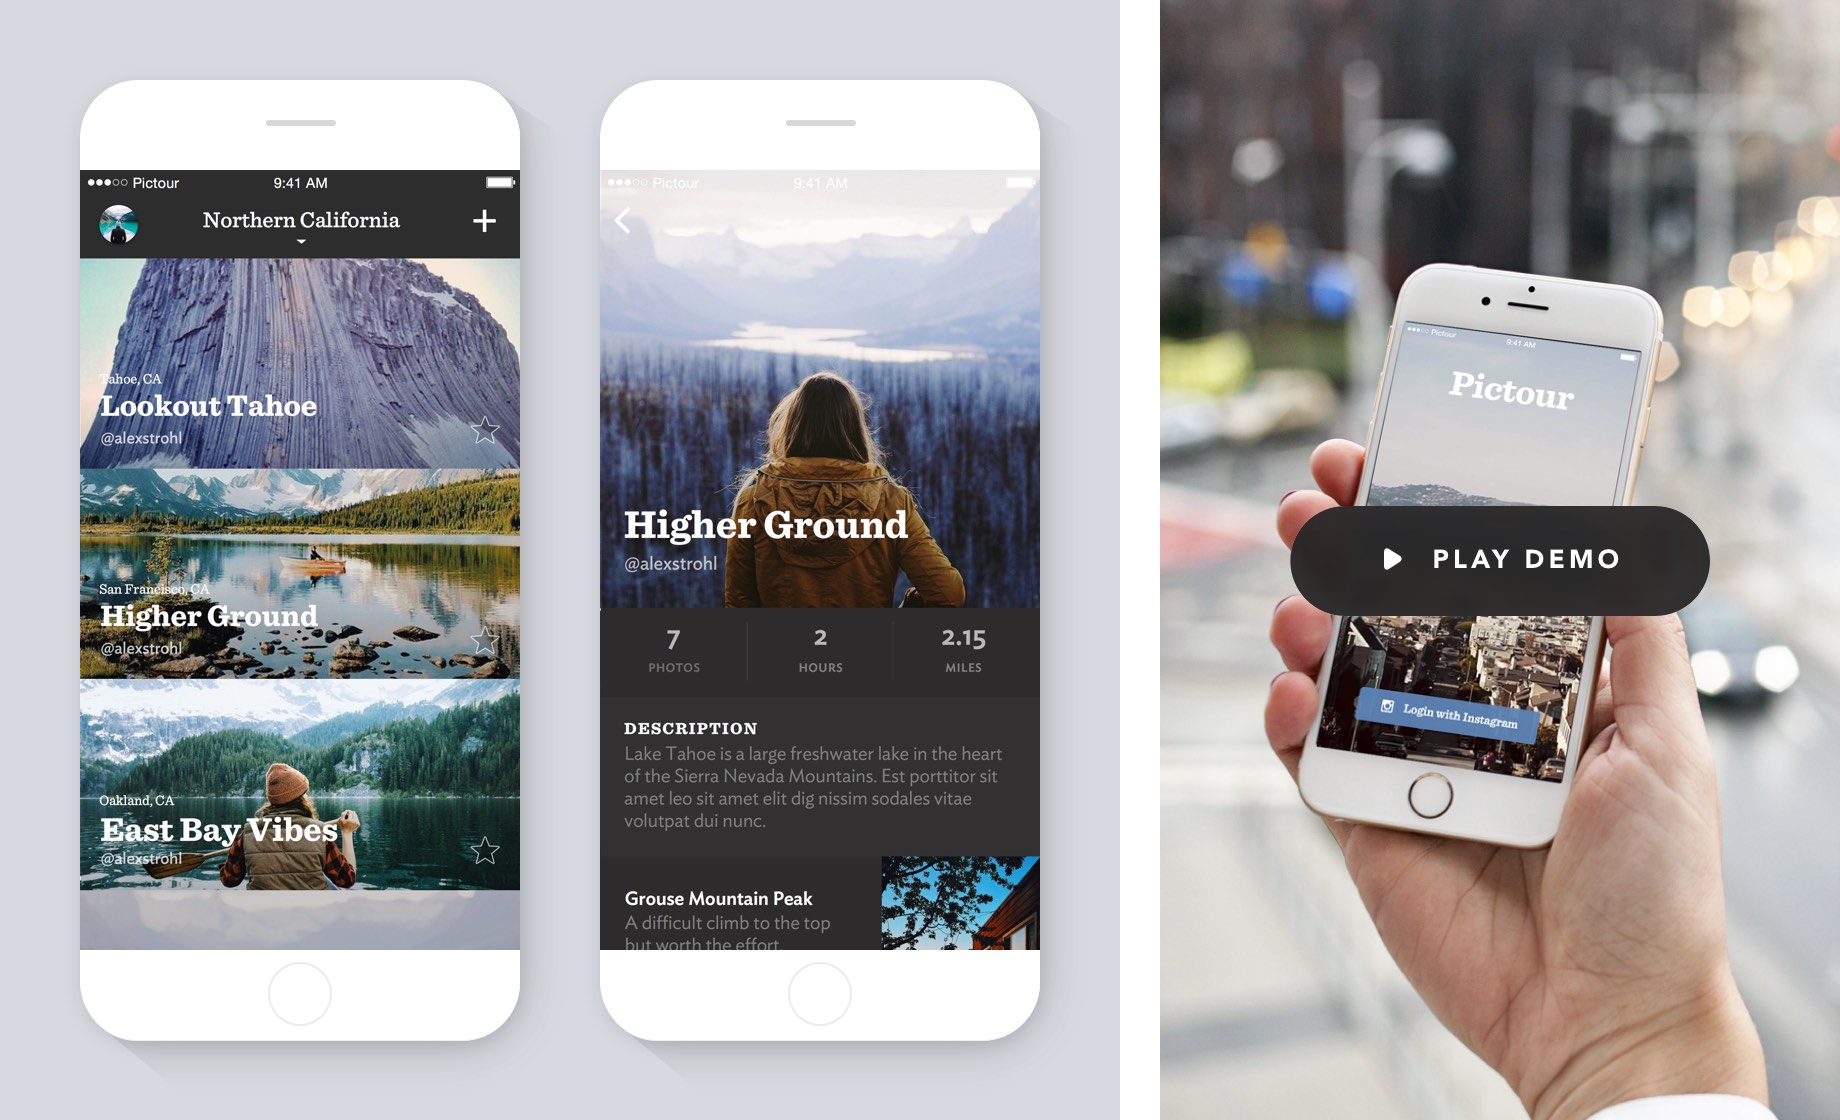 Pictour
9:41 AM
Northern California
Tahoe, CA
Lookout Tahoe
@alexstrohl
San Francisco, CA
Higher Ground
@alexstrohl
Oakland, CA
East Bay Vibes
@alexstrohl
Pictour
9:41 AM
Higher Ground
@alexstrohl
7
PHOTOS
2
HOURS
2.15
MILES
DESCRIPTION
Lake Tahoe is a large freshwater lake in the heart
of the Sierra Nevada Mountains. Est porttitor sit
amet leo sit amet elit dig nissim sodales vitae
volutpat dui nunc.
Grouse Mountain Peak
A difficult climb to the top
but worth the effort
Pictour
9:41 AM
Pictour
PLAY DEMO
Login with Instagram